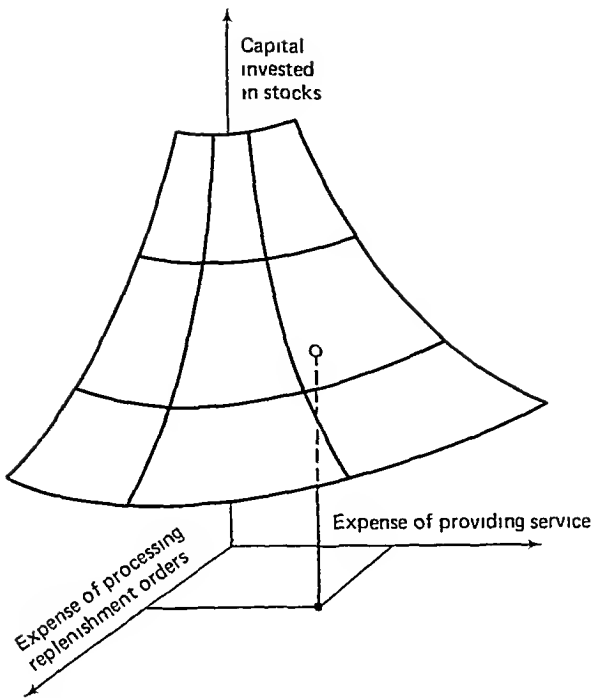 Capital
invested
in stocks
Expense of providing service
Expense of processing
replenishment orders